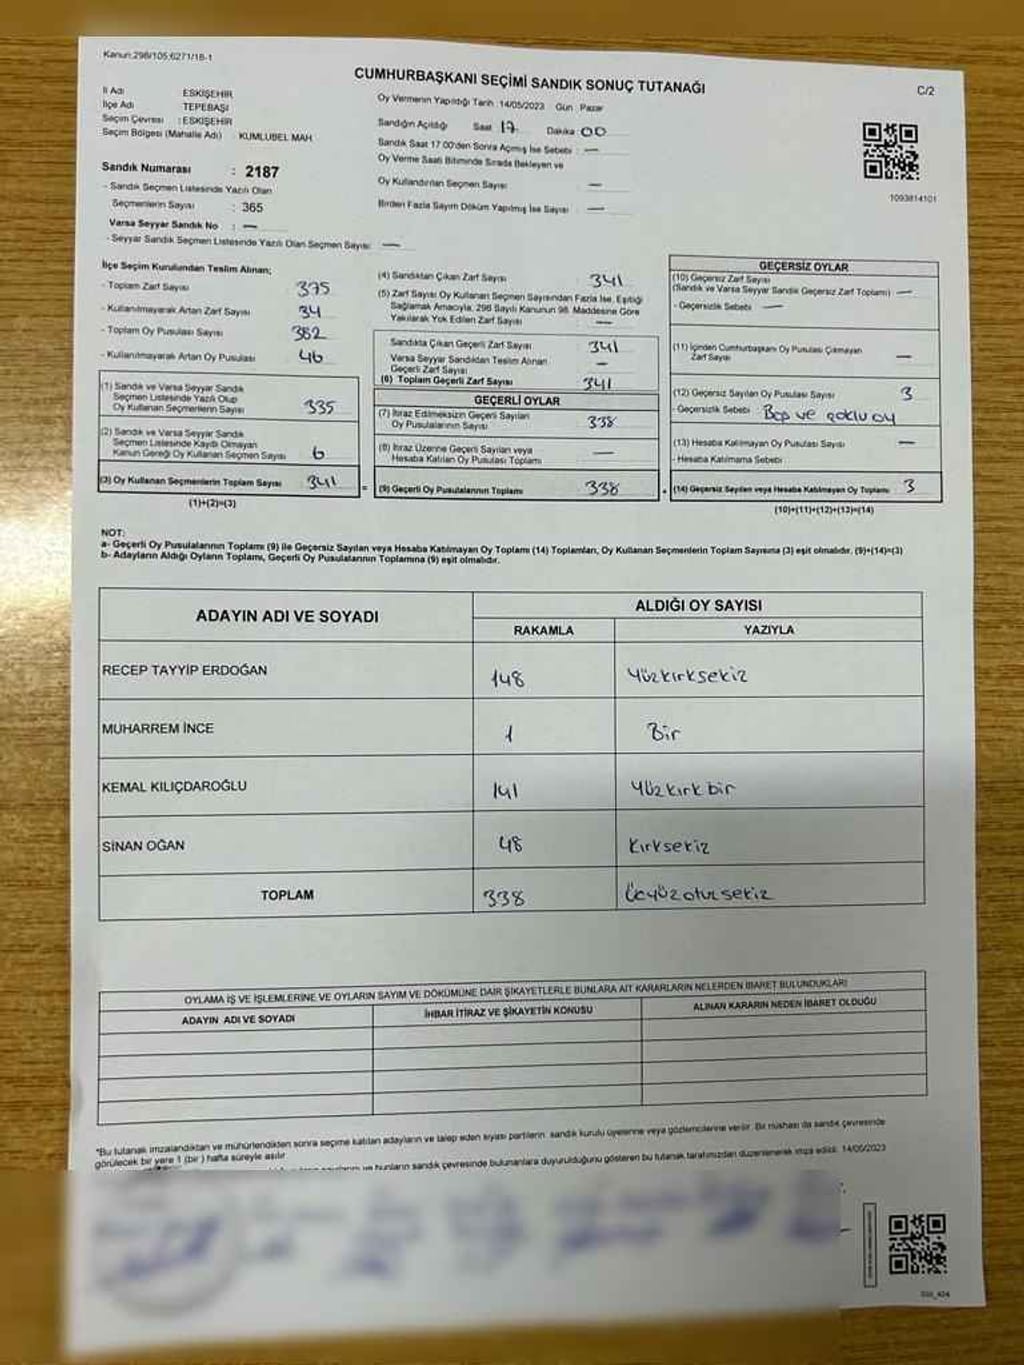 Kanun:298/105;6271/18-1
CUMHURBAŞKANI SEÇİMİ SANDIK SONUÇ TUTANAĞI
C/2
İl Adı ESKİŞEHİR
İlçe Adı TEPEBAŞI
Seçim Çevresi : ESKİŞEHİR
Seçim Bölgesi (Mahalle Adı) : KUMLUBEL MAH
Sandık Numarası : 2187
- Sandık Seçmen Listesinde Yazılı Olan
Seçmenlerin Sayısı : 365
Varsa Seyyar Sandık No : —
- Seyyar Sandık Seçmen Listesinde Yazılı Olan Seçmen Sayısı: —
Oy Vermenin Yapıldığı Tarih : 14/05/2023 Gün : Pazar
Sandığın Açıldığı Saat 17 Dakika 00
Sandık Saat 17.00'den Sonra Açılmış İse Sebebi : —
Oy Verme Saati Bitiminde Sırada Bekleyen ve
Oy Kullandırılan Seçmen Sayısı —
Birden Fazla Sayım Döküm Yapılmış İse Sayısı —
1093814101
İlçe Seçim Kurulundan Teslim Alınan;
- Toplam Zarf Sayısı 375
- Kullanılmayarak Artan Zarf Sayısı 34
- Toplam Oy Pusulası Sayısı 382
- Kullanılmayarak Artan Oy Pusulası 46
(1) Sandık ve Varsa Seyyar Sandık
Seçmen Listesinde Yazılı Olup
Oy Kullanan Seçmenlerin Sayısı 335
(2) Sandık ve Varsa Seyyar Sandık
Seçmen Listesinde Kaydı Olmayan
Kanun Gereği Oy Kullanan Seçmen Sayısı 6
(3) Oy Kullanan Seçmenlerin Toplam Sayısı 341
(1)+(2)=(3)
(4) Sandıktan Çıkan Zarf Sayısı 341
(5) Zarf Sayısı Oy Kullanan Seçmen Sayısından Fazla İse, Eşitliği
Sağlamak Amacıyla, 298 Sayılı Kanunun 98. Maddesine Göre
Yakılarak Yok Edilen Zarf Sayısı —
Sandıkta Çıkan Geçerli Zarf Sayısı 341
Varsa Seyyar Sandıktan Teslim Alınan
Geçerli Zarf Sayısı —
(6) Toplam Geçerli Zarf Sayısı 341
GEÇERLİ OYLAR
(7) İtiraz Edilmeksizin Geçerli Sayılan
Oy Pusulalarının Sayısı 338
(8) İtiraz Üzerine Geçerli Sayılan veya
Hesaba Katılan Oy Pusulası Toplamı —
= (9) Geçerli Oy Pusulalarının Toplamı 338
GEÇERSİZ OYLAR
(10) Geçersiz Zarf Sayısı
(Sandık ve Varsa Seyyar Sandık Geçersiz Zarf Toplamı) —
- Geçersizlik Sebebi —
(11) İçinden Cumhurbaşkanı Oy Pusulası Çıkmayan
Zarf Sayısı —
(12) Geçersiz Sayılan Oy Pusulası Sayısı 3
- Geçersizlik Sebebi : Boş ve çoklu oy
(13) Hesaba Katılmayan Oy Pusulası Sayısı —
- Hesaba Katılmama Sebebi
+ (14) Geçersiz Sayılan veya Hesaba Katılmayan Oy Toplamı : 3
(10)+(11)+(12)+(13)=(14)
NOT:
a- Geçerli Oy Pusulalarının Toplamı (9) ile Geçersiz Sayılan veya Hesaba Katılmayan Oy Toplamı (14) Toplamları; Oy Kullanan Seçmenlerin Toplam Sayısına (3) eşit olmalıdır. (9)+(14)=(3)
b- Adayların Aldığı Oyların Toplamı, Geçerli Oy Pusulalarının Toplamına (9) eşit olmalıdır.
ADAYIN ADI VE SOYADI ALDIĞI OY SAYISI
RAKAMLA YAZIYLA
RECEP TAYYİP ERDOĞAN 148 Yüzkırksekiz
MUHARREM İNCE 1 Bir
KEMAL KILIÇDAROĞLU 141 Yüzkırkbir
SİNAN OĞAN 48 Kırksekiz
TOPLAM 338 Üçyüzotuzsekiz
OYLAMA İŞ VE İŞLEMLERİNE VE OYLARIN SAYIM VE DÖKÜMÜNE DAİR ŞİKAYETLERLE BUNLARA AİT KARARLARIN NELERDEN İBARET BULUNDUKLARI
ADAYIN ADI VE SOYADI İHBAR İTİRAZ VE ŞİKAYETİN KONUSU ALINAN KARARIN NEDEN İBARET OLDUĞU
*Bu tutanak imzalandıktan ve mühürlendikten sonra seçime katılan adayların ve talep eden siyasi partilerin sandık kurulu üyelerine veya gözlemcilerine verilir. Bir nüshası da sandık çevresinde
görülecek bir yere 1 (bir) hafta süreyle asılır
ve bunların sandık çevresinde bulunanlara duyurulduğunu gösteren bu tutanak tarafımızdan düzenlenerek imza edildi. 14/05/2023